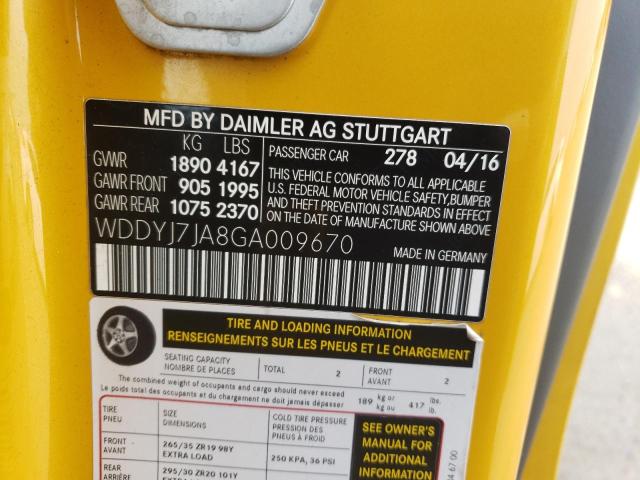 MFD BY DAIMLER AG STUTTGART
KG LBS
GVWR 1890 4167
GAWR FRONT 905 1995
GAWR REAR 1075 2370
PASSENGER CAR 278 04/16
THIS VEHICLE CONFORMS TO ALL APPLICABLE
U.S. FEDERAL MOTOR VEHICLE SAFETY,BUMPER
AND THEFT PREVENTION STANDARDS IN EFFECT
ON THE DATE OF MANUFACTURE SHOWN ABOVE.
WDDYJ7JA8GA009670
MADE IN GERMANY
TIRE AND LOADING INFORMATION
RENSEIGNEMENTS SUR LES PNEUS ET LE CHARGEMENT
SEATING CAPACITY
NOMBRE DE PLACES
TOTAL 2
FRONT
AVANT 2
The combined weight of occupants and cargo should never exceed
Le poids total des occupants et du chargement ne doit jamais dépasser
189 kg or kg ou 417 lbs. lb.
TIRE
PNEU
SIZE
DIMENSIONS
COLD TIRE PRESSURE
PRESSION DES
PNEUS À FROID
FRONT
AVANT
265/35 ZR19 98Y
EXTRA LOAD
250 KPA, 36 PSI
REAR
ARRIÈRE
295/30 ZR20 101Y
SEE OWNER'S
MANUAL FOR
ADDITIONAL
INFORMATION